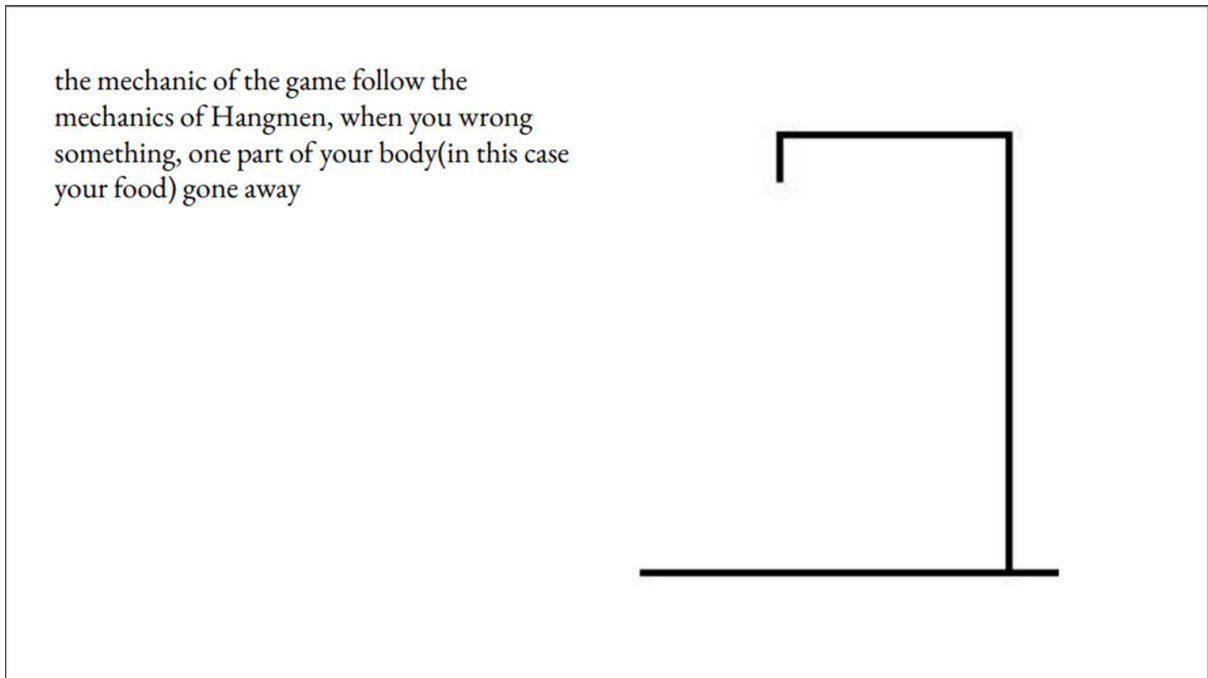 the mechanic of the game follow the
mechanics of Hangmen, when you wrong
something, one part of your body(in this case
your food) gone away